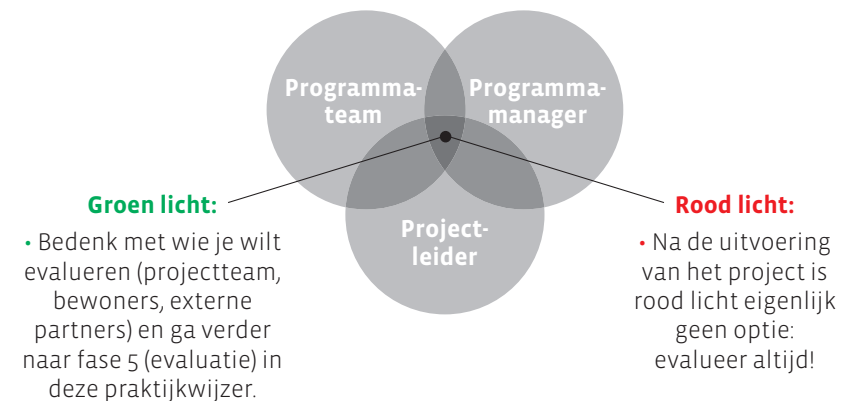 Programma-
team
Programma-
manager
Project-
leider
Groen licht:
• Bedenk met wie je wilt
evalueren (projectteam,
bewoners, externe
partners) en ga verder
naar fase 5 (evaluatie) in
deze praktijkwijzer.
Rood licht:
• Na de uitvoering
van het project is
rood licht eigenlijk
geen optie:
evalueer altijd!